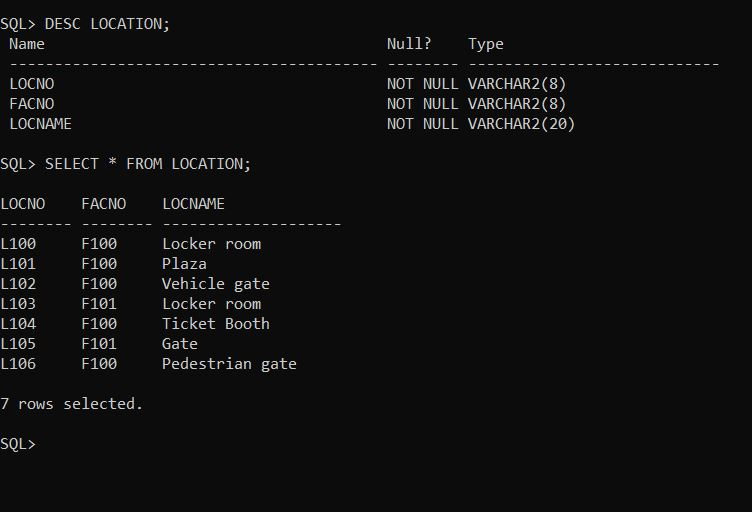 SQL> DESC LOCATION;
Name Null? Type
----------------------------------------- -------- ----------------------------
LOCNO NOT NULL VARCHAR2(8)
FACNO NOT NULL VARCHAR2(8)
LOCNAME NOT NULL VARCHAR2(20)
SQL> SELECT * FROM LOCATION;
LOCNO FACNO LOCNAME
-------- -------- --------------------
L100 F100 Locker room
L101 F100 Plaza
L102 F100 Vehicle gate
L103 F101 Locker room
L104 F100 Ticket Booth
L105 F101 Gate
L106 F100 Pedestrian gate
7 rows selected.
SQL>